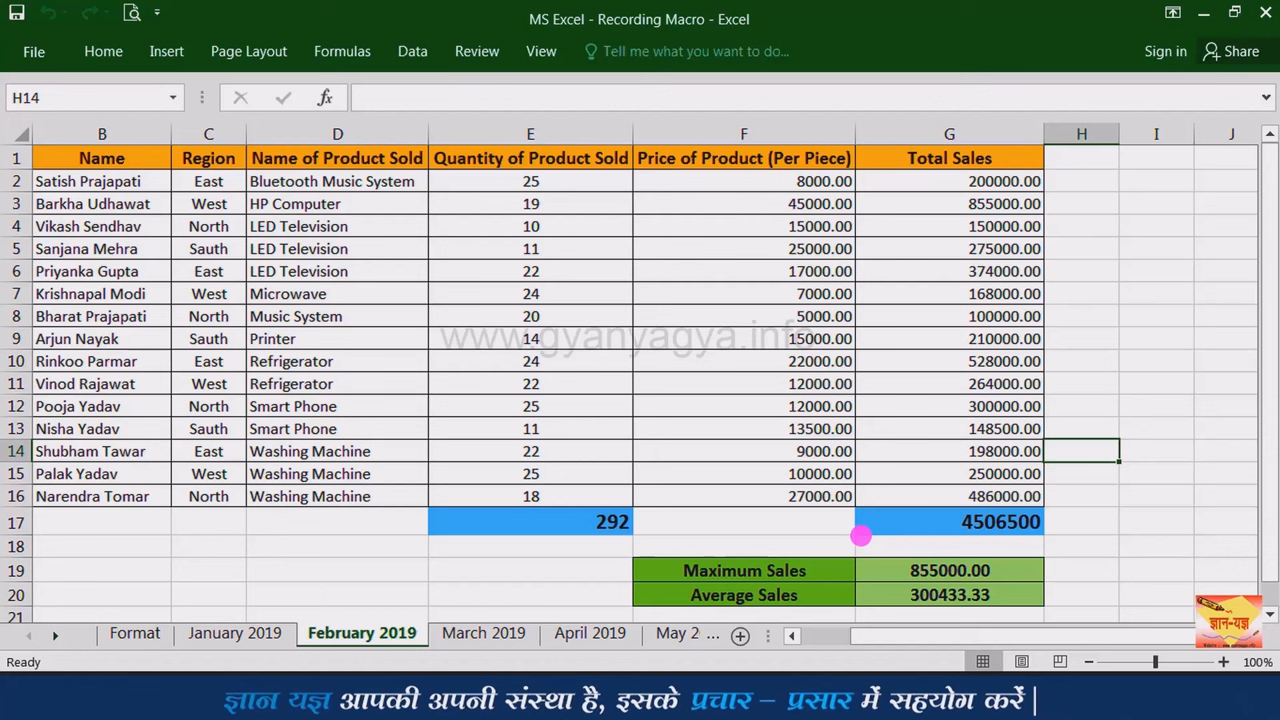 MS Excel - Recording Macro - Excel
File Home Insert Page Layout Formulas Data Review View Tell me what you want to do... Sign in Share
H14 fx
B C D E F G H I J
1 Name Region Name of Product Sold Quantity of Product Sold Price of Product (Per Piece) Total Sales
2 Satish Prajapati East Bluetooth Music System 25 8000.00 200000.00
3 Barkha Udhawat West HP Computer 19 45000.00 855000.00
4 Vikash Sendhav North LED Television 10 15000.00 150000.00
5 Sanjana Mehra Sauth LED Television 11 25000.00 275000.00
6 Priyanka Gupta East LED Television 22 17000.00 374000.00
7 Krishnapal Modi West Microwave 24 7000.00 168000.00
8 Bharat Prajapati North Music System 20 5000.00 100000.00
9 Arjun Nayak Sauth Printer 14 15000.00 210000.00
www.gyanyagya.info
10 Rinkoo Parmar East Refrigerator 24 22000.00 528000.00
11 Vinod Rajawat West Refrigerator 22 12000.00 264000.00
12 Pooja Yadav North Smart Phone 25 12000.00 300000.00
13 Nisha Yadav Sauth Smart Phone 11 13500.00 148500.00
14 Shubham Tawar East Washing Machine 22 9000.00 198000.00
15 Palak Yadav West Washing Machine 25 10000.00 250000.00
16 Narendra Tomar North Washing Machine 18 27000.00 486000.00
17 292 4506500
18
19 Maximum Sales 855000.00
20 Average Sales 300433.33
21
ज्ञान-यज्ञ
Format January 2019 February 2019 March 2019 April 2019 May 2 ...
Ready 100%
ज्ञान यज्ञ आपकी अपनी संस्था है, इसके प्रचार – प्रसार में सहयोग करें |